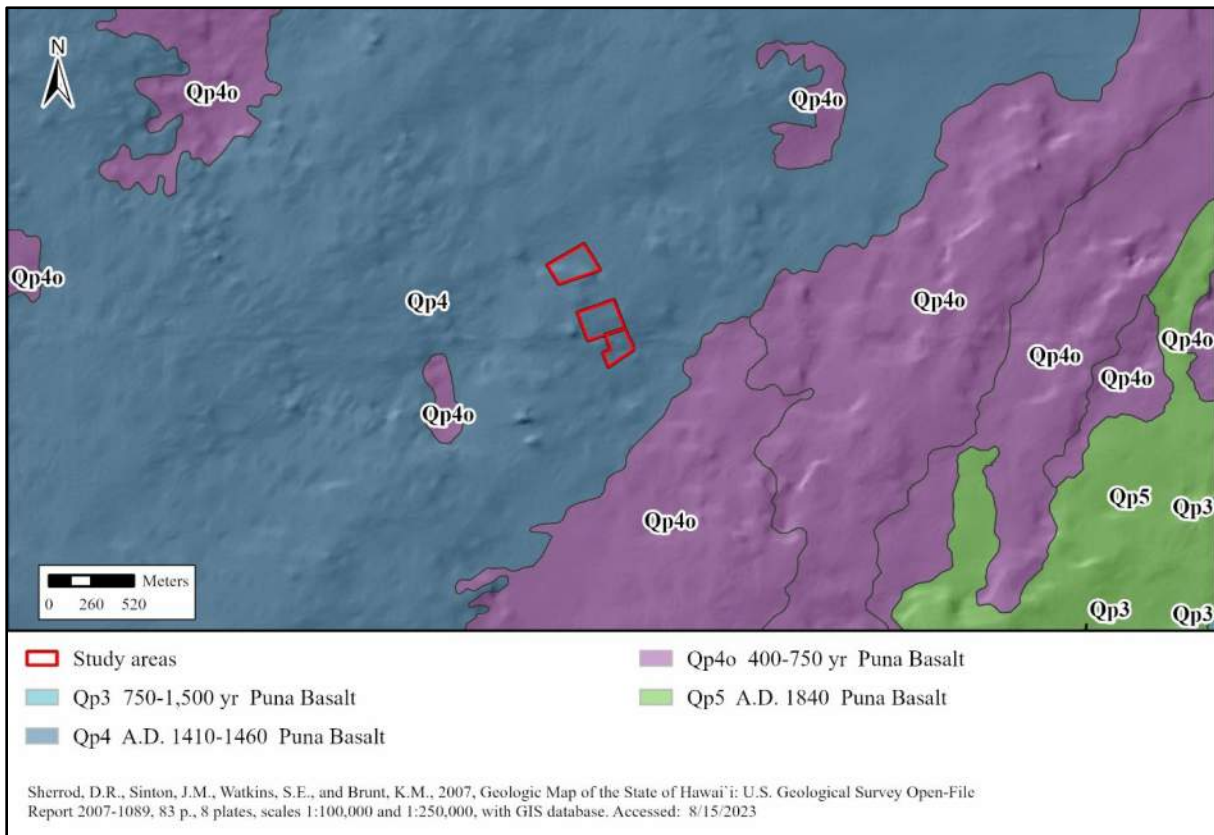 N
Qp4o
Qp4o
Qp4o
Qp4
Qp4o
Qp4o
Qp4o
Qp4o
Qp4o
Qp4o
Qp5
Qp3
Qp3
Qp3
Meters
0 260 520
Study areas
Qp3 750-1,500 yr Puna Basalt
Qp4 A.D. 1410-1460 Puna Basalt
Qp4o 400-750 yr Puna Basalt
Qp5 A.D. 1840 Puna Basalt
Sherrod, D.R., Sinton, J.M., Watkins, S.E., and Brunt, K.M., 2007, Geologic Map of the State of Hawai`i: U.S. Geological Survey Open-File
Report 2007-1089, 83 p., 8 plates, scales 1:100,000 and 1:250,000, with GIS database. Accessed: 8/15/2023